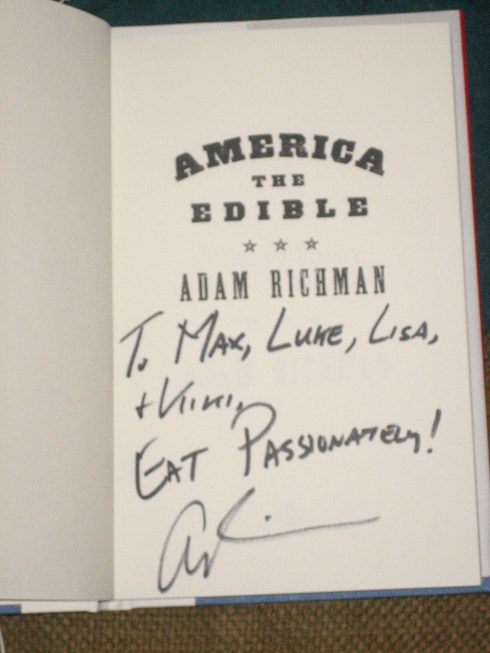 AMERICA
THE
EDIBLE
ADAM RICHMAN
To Max, Luke, Lisa,
+ Kiki,
Eat Passionately!